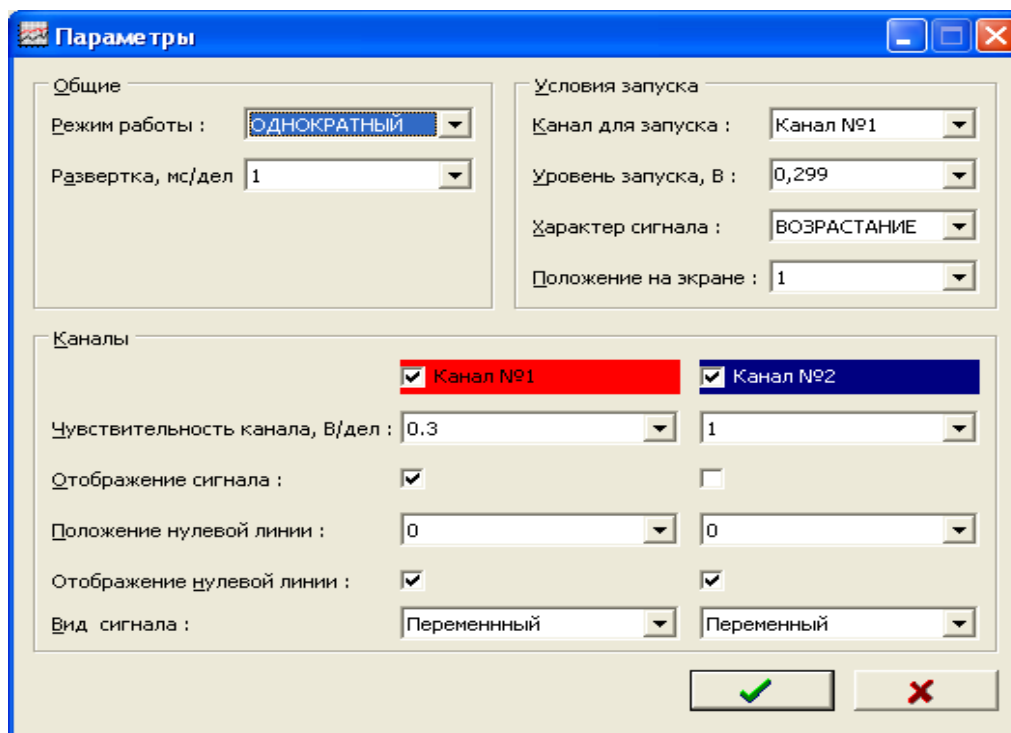 Параметры
Общие
Режим работы : ОДНОКРАТНЫЙ
Развертка, мс/дел 1
Условия запуска
Канал для запуска : Канал №1
Уровень запуска, В : 0,299
Характер сигнала : ВОЗРАСТАНИЕ
Положение на экране : 1
Каналы
Канал №1 Канал №2
Чувствительность канала, В/дел : 0.3 1
Отображение сигнала :
Положение нулевой линии : 0 0
Отображение нулевой линии :
Вид сигнала : Переменнный Переменный